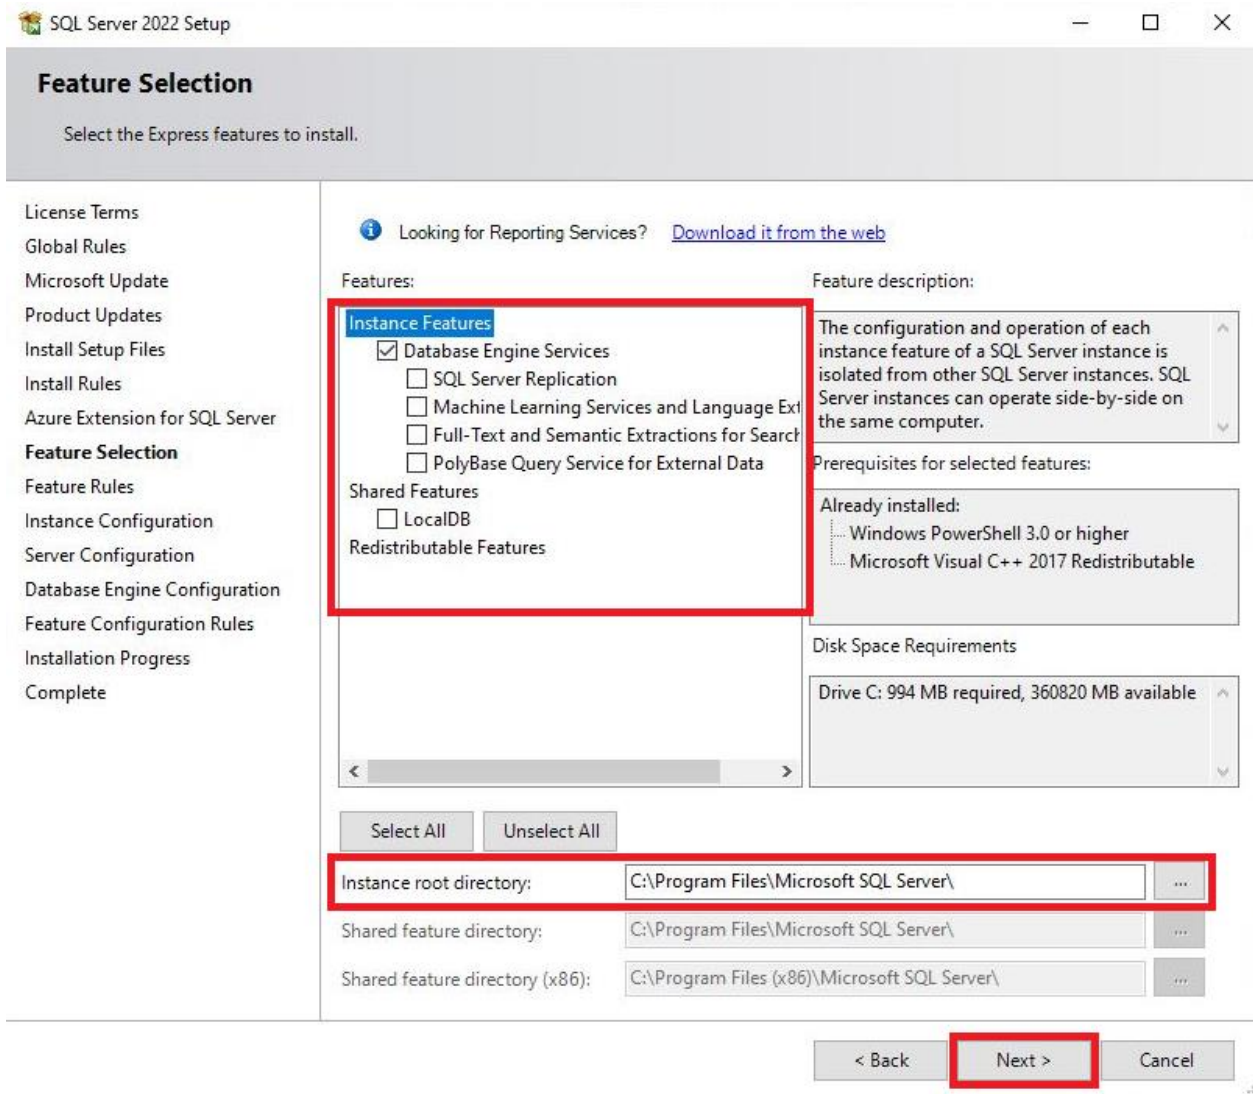 SQL Server 2022 Setup
Feature Selection
Select the Express features to install.
License Terms
Global Rules
Microsoft Update
Product Updates
Install Setup Files
Install Rules
Azure Extension for SQL Server
Feature Selection
Feature Rules
Instance Configuration
Server Configuration
Database Engine Configuration
Feature Configuration Rules
Installation Progress
Complete
Looking for Reporting Services? Download it from the web
Features:
Instance Features
Database Engine Services
SQL Server Replication
Machine Learning Services and Language Ext
Full-Text and Semantic Extractions for Search
PolyBase Query Service for External Data
Shared Features
LocalDB
Redistributable Features
Feature description:
The configuration and operation of each
instance feature of a SQL Server instance is
isolated from other SQL Server instances. SQL
Server instances can operate side-by-side on
the same computer.
Prerequisites for selected features:
Already installed:
Windows PowerShell 3.0 or higher
Microsoft Visual C++ 2017 Redistributable
Disk Space Requirements
Drive C: 994 MB required, 360820 MB available
Select All
Unselect All
Instance root directory: C:\Program Files\Microsoft SQL Server\ ...
Shared feature directory: C:\Program Files\Microsoft SQL Server\ ...
Shared feature directory (x86): C:\Program Files (x86)\Microsoft SQL Server\ ...
< Back
Next >
Cancel